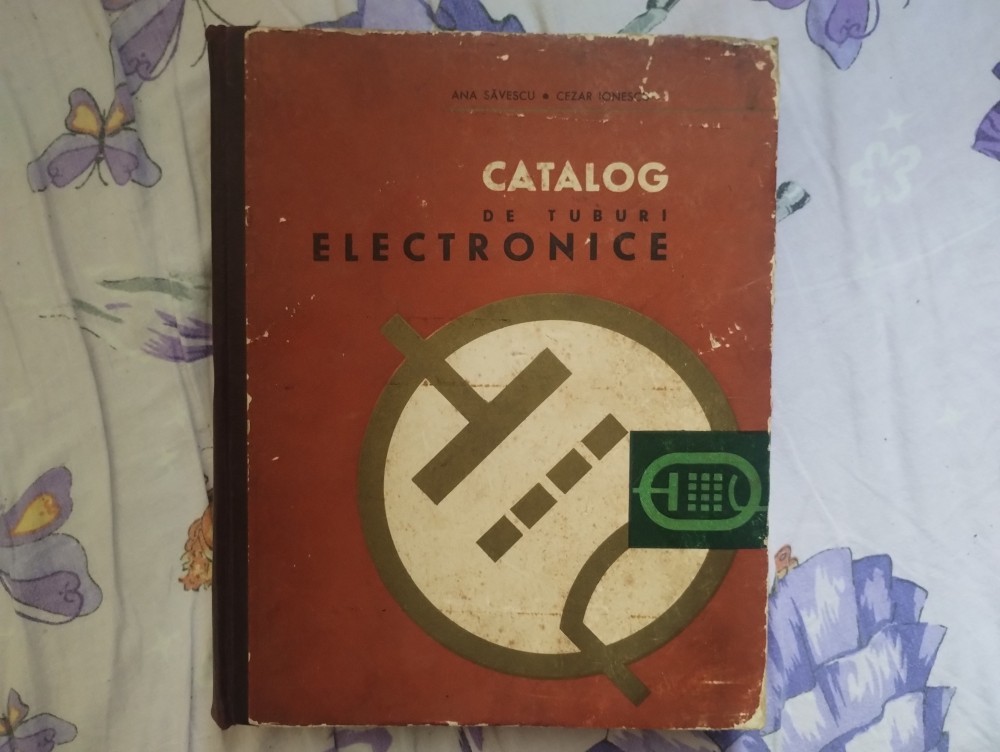 ANA SĂVESCU • CEZAR IONESCU
CATALOG
DE TUBURI
ELECTRONICE